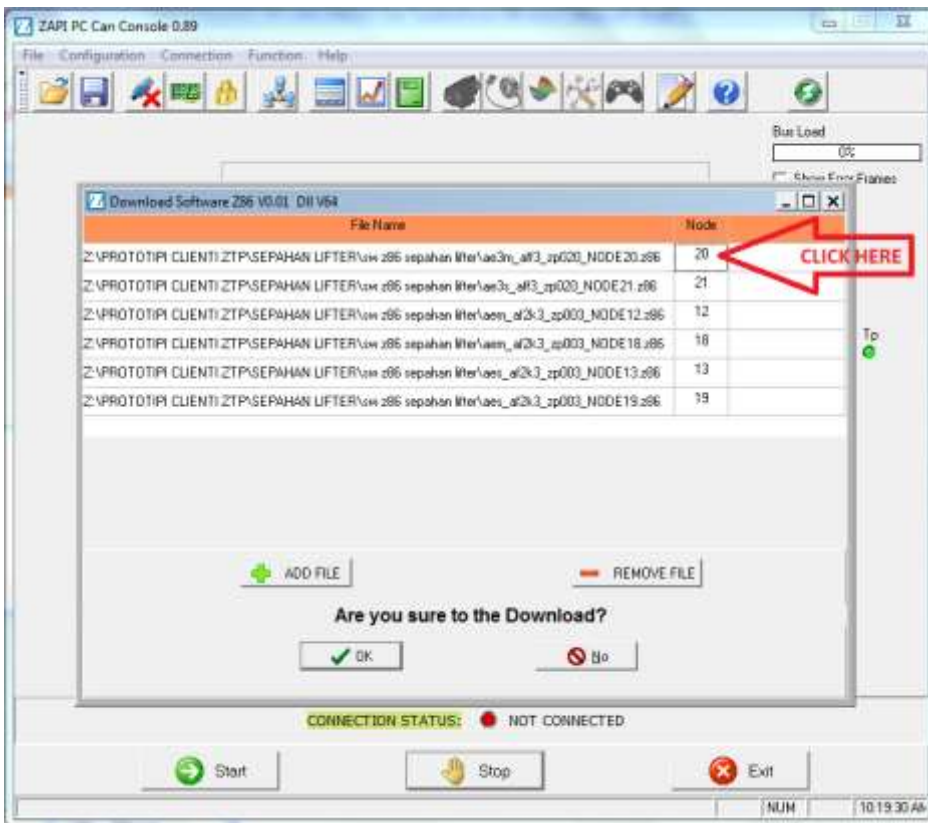 ZAPI PC Can Console 0.89
File Configuration Connection Function Help
Bus Load
0%
Show Error Frames
Download Software Z86 V0.01 Dll V64
File Name Node
Z:\PROTOTIPI CLIENTI ZTP\SEPAHAN LIFTER\sw z86 sepahan lifter\ae3m_alf3_zp020_NODE20.z86 20
CLICK HERE
Z:\PROTOTIPI CLIENTI ZTP\SEPAHAN LIFTER\sw z86 sepahan lifter\ae3s_alf3_zp020_NODE21.z86 21
Z:\PROTOTIPI CLIENTI ZTP\SEPAHAN LIFTER\sw z86 sepahan lifter\aem_al2k3_zp003_NODE12.z86 12
Z:\PROTOTIPI CLIENTI ZTP\SEPAHAN LIFTER\sw z86 sepahan lifter\aem_al2k3_zp003_NODE18.z86 18
Z:\PROTOTIPI CLIENTI ZTP\SEPAHAN LIFTER\sw z86 sepahan lifter\aes_al2k3_zp003_NODE13.z86 13
Z:\PROTOTIPI CLIENTI ZTP\SEPAHAN LIFTER\sw z86 sepahan lifter\aes_al2k3_zp003_NODE19.z86 19
Tp
ADD FILE REMOVE FILE
Are you sure to the Download?
OK No
CONNECTION STATUS: NOT CONNECTED
Start Stop Exit
NUM 10:19:30 AM